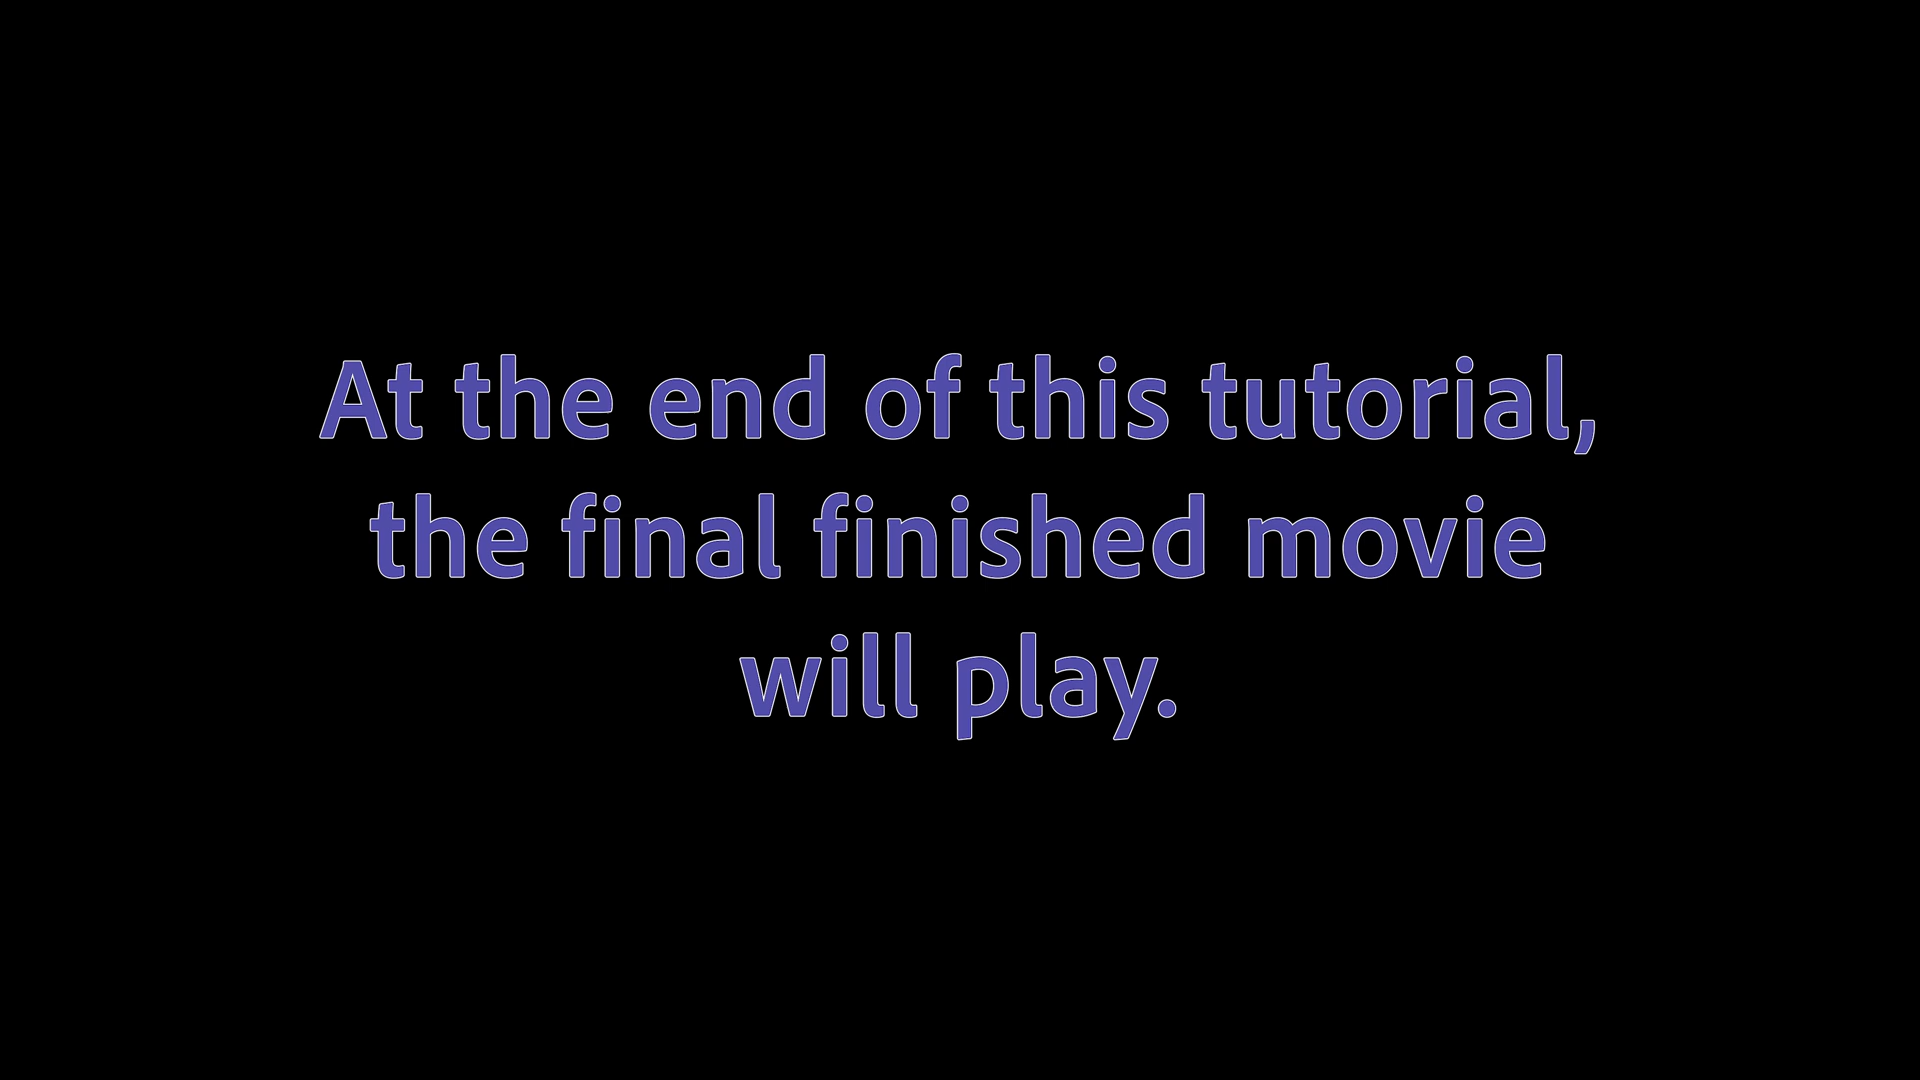 At the end of this tutorial,
the final finished movie
will play.